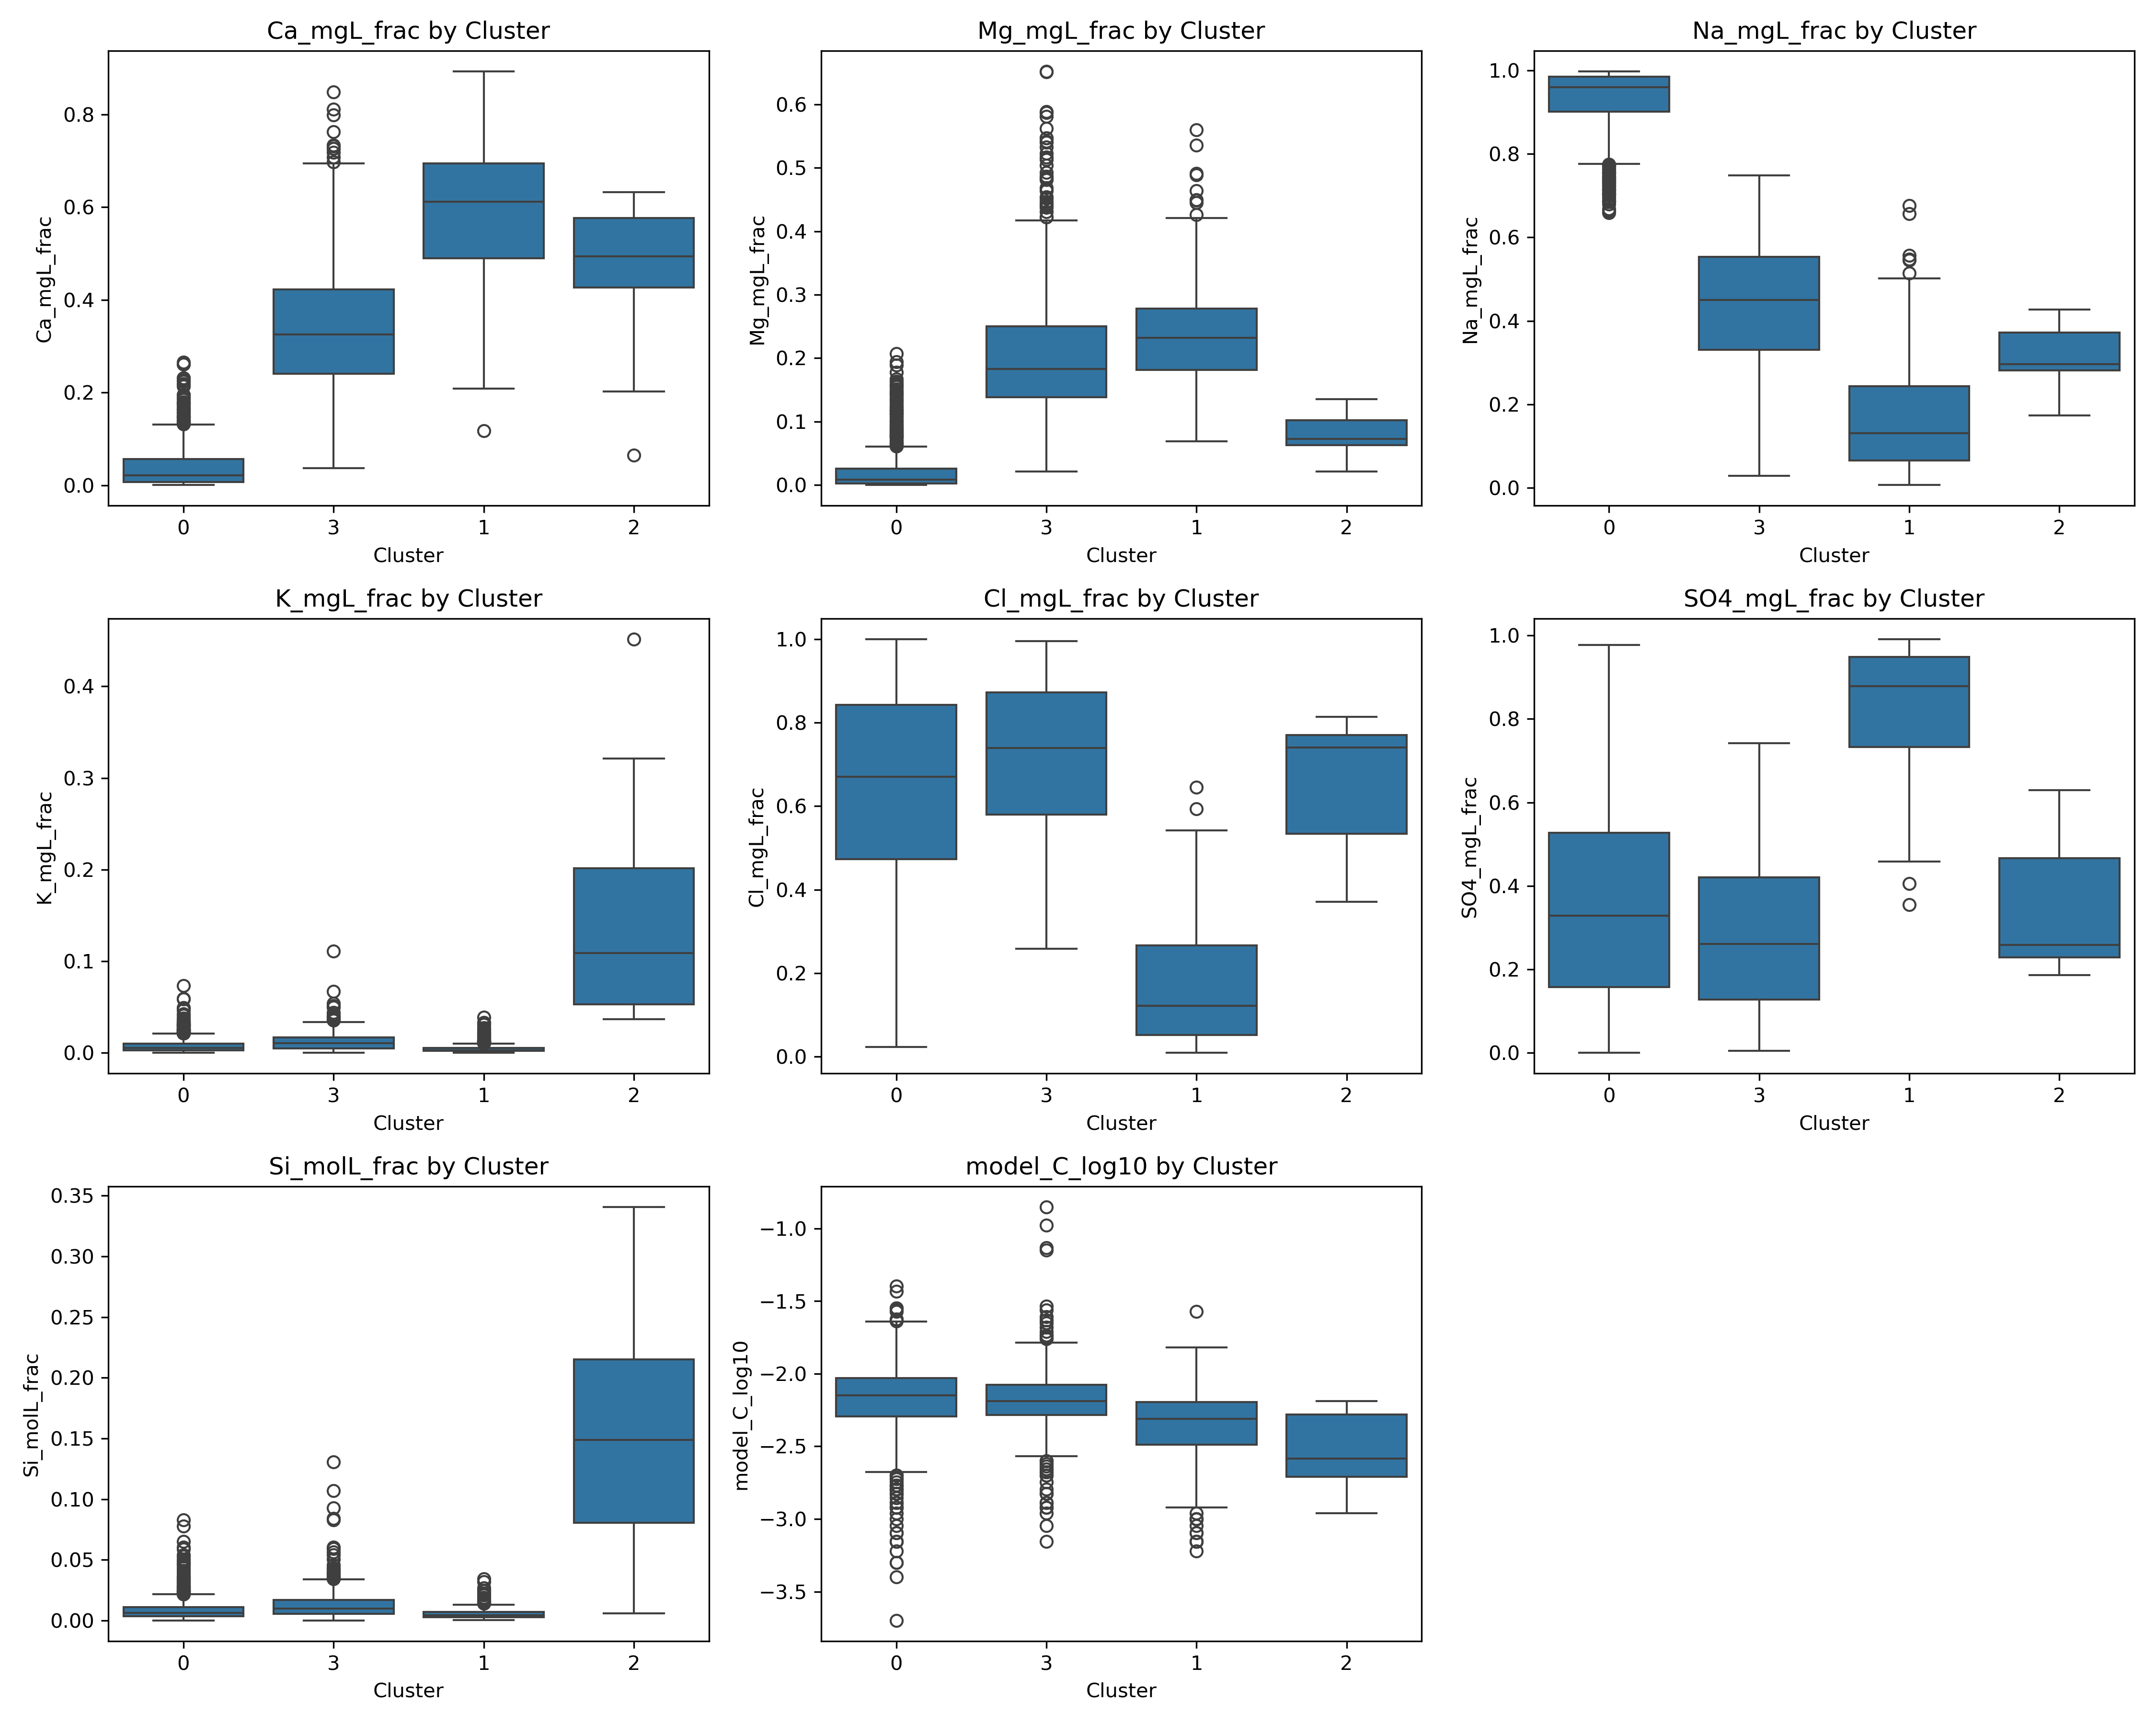 Ca_mgL_frac by Cluster
Ca_mgL_frac
0.8
0.6
0.4
0.2
0.0
0 3 1 2
Cluster
Mg_mgL_frac by Cluster
Mg_mgL_frac
0.6
0.5
0.4
0.3
0.2
0.1
0.0
0 3 1 2
Cluster
Na_mgL_frac by Cluster
Na_mgL_frac
1.0
0.8
0.6
0.4
0.2
0.0
0 3 1 2
Cluster
K_mgL_frac by Cluster
K_mgL_frac
0.4
0.3
0.2
0.1
0.0
0 3 1 2
Cluster
Cl_mgL_frac by Cluster
Cl_mgL_frac
1.0
0.8
0.6
0.4
0.2
0.0
0 3 1 2
Cluster
SO4_mgL_frac by Cluster
SO4_mgL_frac
1.0
0.8
0.6
0.4
0.2
0.0
0 3 1 2
Cluster
Si_molL_frac by Cluster
Si_molL_frac
0.35
0.30
0.25
0.20
0.15
0.10
0.05
0.00
0 3 1 2
Cluster
model_C_log10 by Cluster
model_C_log10
−1.0
−1.5
−2.0
−2.5
−3.0
−3.5
0 3 1 2
Cluster